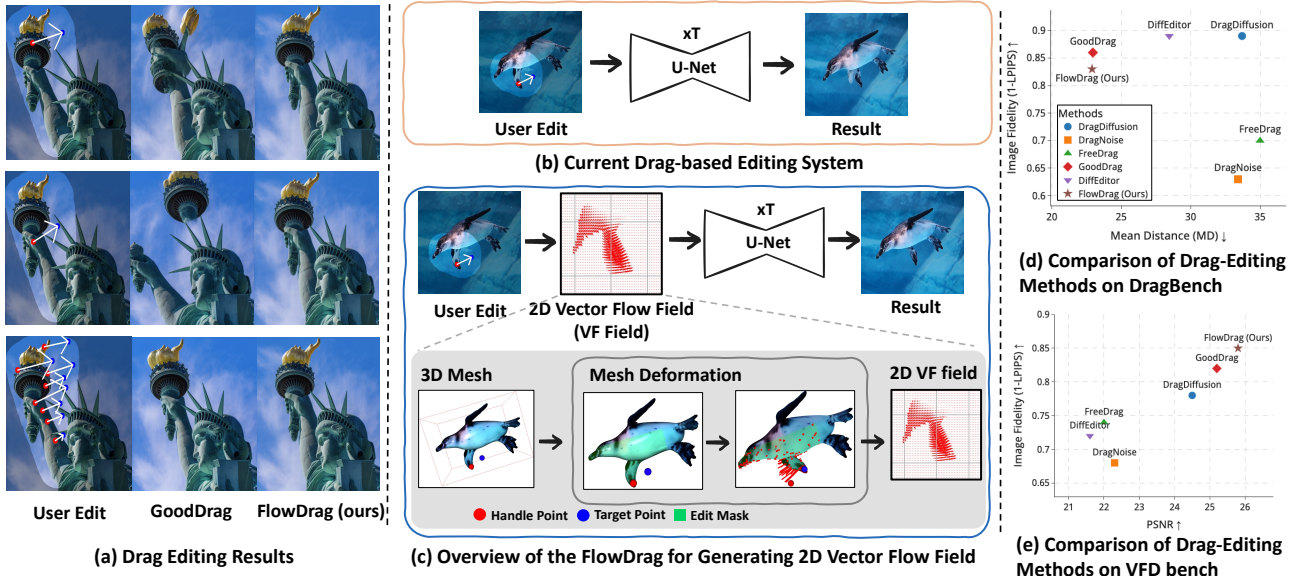 User Edit
GoodDrag
FlowDrag (ours)
(a) Drag Editing Results
xT
U-Net
User Edit
Result
(b) Current Drag-based Editing System
xT
U-Net
User Edit
2D Vector Flow Field
(VF Field)
Result
3D Mesh
Mesh Deformation
2D VF field
Handle Point
Target Point
Edit Mask
(c) Overview of the FlowDrag for Generating 2D Vector Flow Field
Image Fidelity (1-LPIPS) ↑
0.9
0.85
0.8
0.75
0.7
0.65
0.6
DiffEditor
DragDiffusion
GoodDrag
FlowDrag (Ours)
FreeDrag
DragNoise
Methods
DragDiffusion
DragNoise
FreeDrag
GoodDrag
DiffEditor
FlowDrag (Ours)
20
25
30
35
Mean Distance (MD) ↓
(d) Comparison of Drag-Editing
Methods on DragBench
Image Fidelity (1-LPIPS) ↑
0.9
0.85
0.8
0.75
0.7
0.65
FlowDrag (Ours)
GoodDrag
DragDiffusion
FreeDrag
DiffEditor
DragNoise
21
22
23
24
25
26
PSNR ↑
(e) Comparison of Drag-Editing
Methods on VFD bench